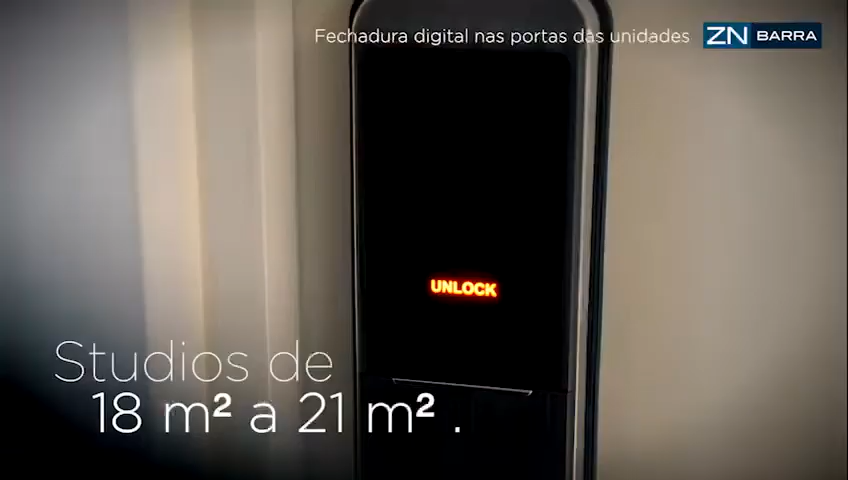 Fechadura digital nas portas das unidades
ZN BARRA
UNLOCK
Studios de
18 m² a 21 m² .